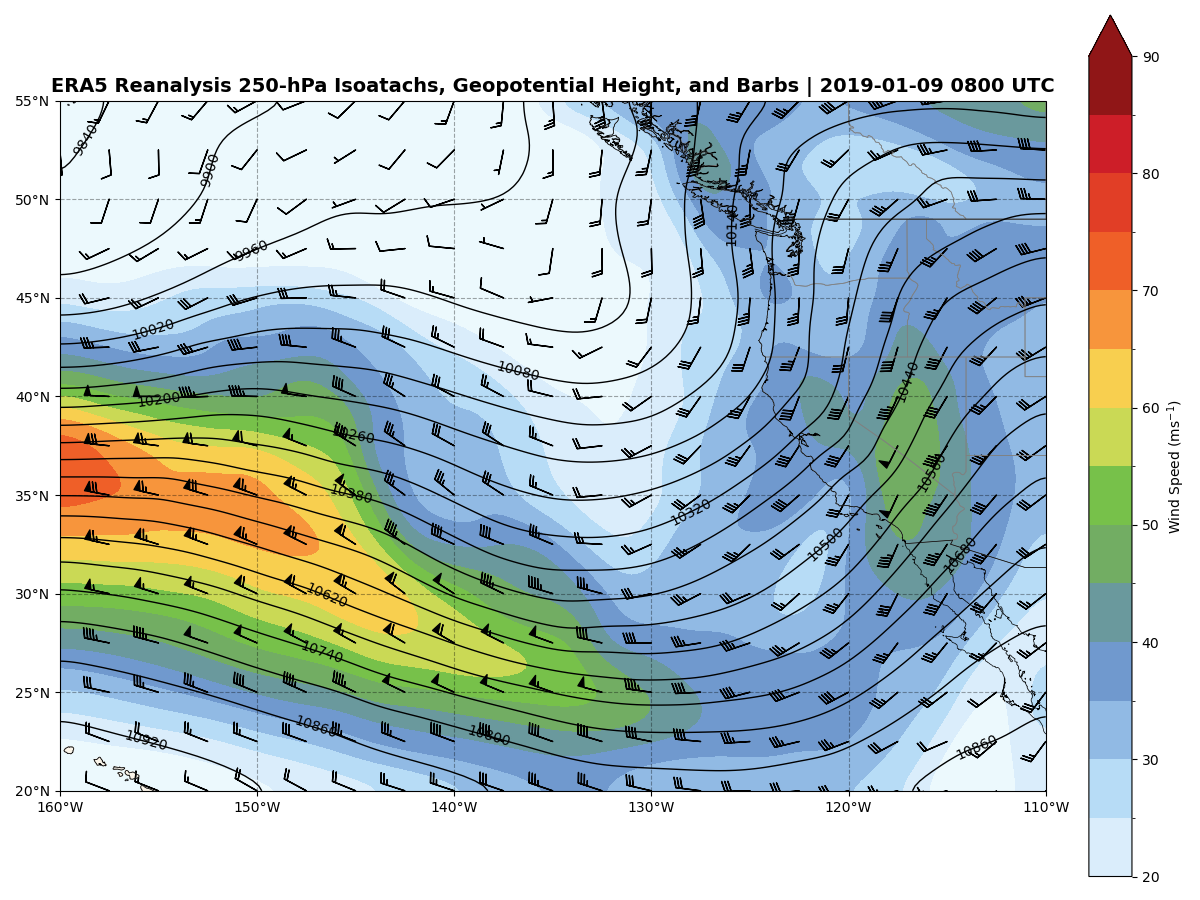 ERA5 Reanalysis 250-hPa Isoatachs, Geopotential Height, and Barbs | 2019-01-09 0800 UTC
55°N
50°N
45°N
40°N
35°N
30°N
25°N
20°N
160°W
150°W
140°W
130°W
120°W
110°W
9840
9900
9960
10020
10080
10140
10200
10260
10380
10320
10440
10560
10500
10680
10620
10740
10860
10800
10920
10860
90
80
70
60
50
40
30
20
Wind Speed (ms⁻¹)